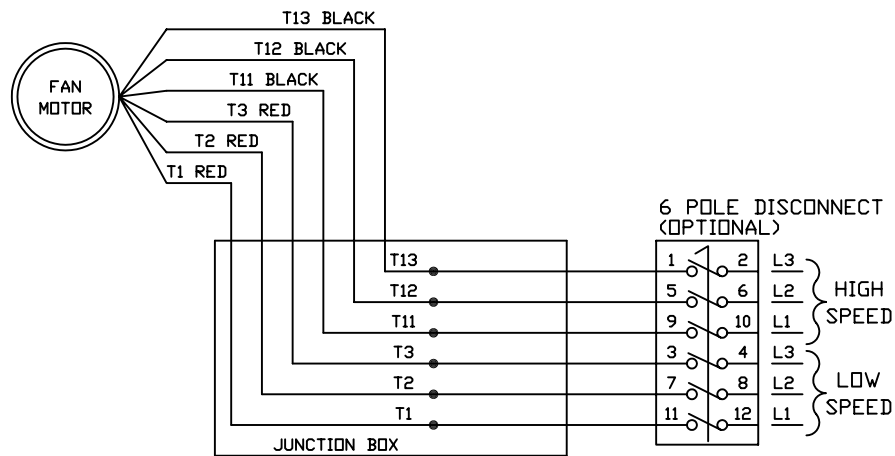 T13 BLACK
T12 BLACK
T11 BLACK
T3 RED
T2 RED
T1 RED
FAN
MOTOR
6 POLE DISCONNECT
(OPTIONAL)
T13 1 2 L3
T12 5 6 L2
T11 9 10 L1
HIGH
SPEED
T3 3 4 L3
T2 7 8 L2
T1 11 12 L1
LOW
SPEED
JUNCTION BOX